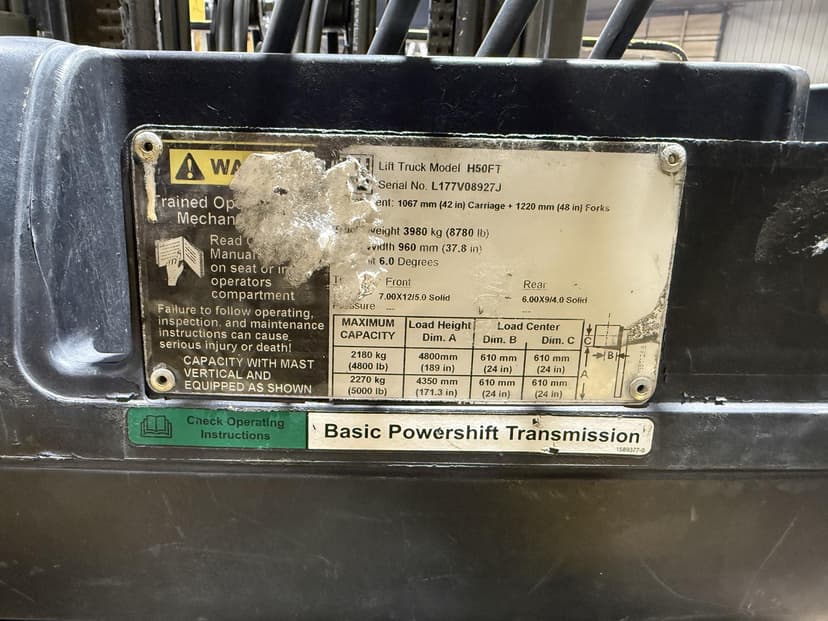 WA
Trained Op
Mechan
Read
Manual
on seat or in
operators
compartment
Failure to follow operating,
inspection, and maintenance
instructions can cause
serious injury or death!
CAPACITY WITH MAST
VERTICAL AND
EQUIPPED AS SHOWN
Lift Truck Model H50FT
Serial No. L177V08927J
ent: 1067 mm (42 in) Carriage + 1220 mm (48 in) Forks
Weight 3980 kg (8780 lb)
Width 960 mm (37.8 in)
6.0 Degrees
Front Rear
7.00X12/5.0 Solid 6.00X9/4.0 Solid
Pressure --- ---
MAXIMUM CAPACITY Load Height Dim. A Load Center Dim. B Dim. C
2180 kg (4800 lb) 4800mm (189 in) 610 mm (24 in) 610 mm (24 in)
2270 kg (5000 lb) 4350 mm (171.3 in) 610 mm (24 in) 610 mm (24 in)
C
B
A
Check Operating
Instructions
Basic Powershift Transmission